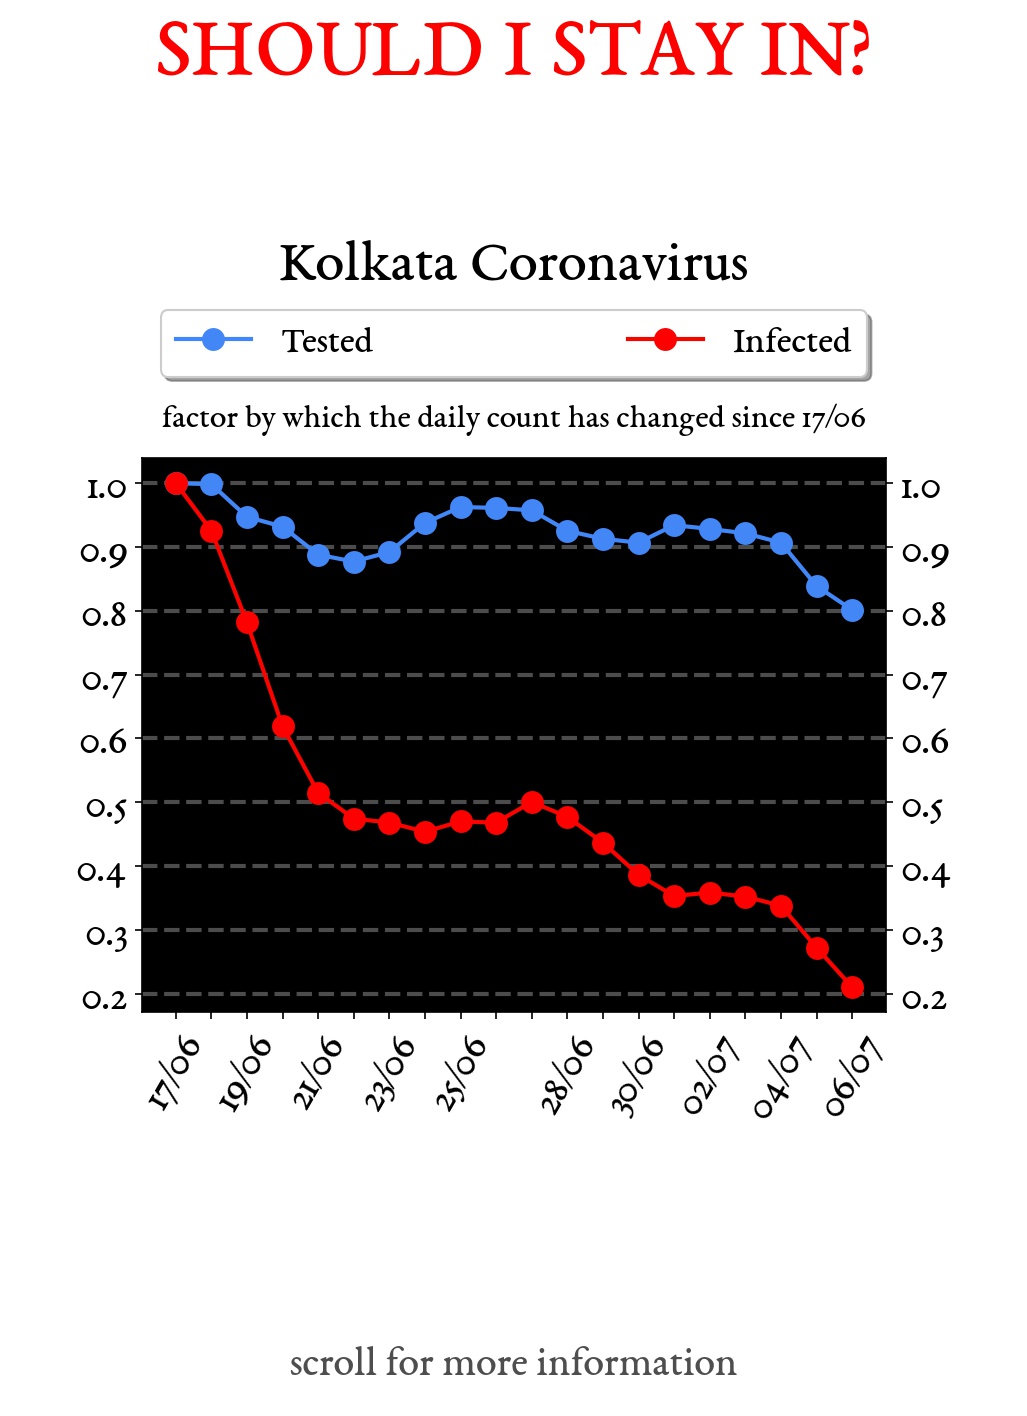 SHOULD I STAY IN?
Kolkata Coronavirus
Tested Infected
factor by which the daily count has changed since 17/06
1.0 1.0
0.9 0.9
0.8 0.8
0.7 0.7
0.6 0.6
0.5 0.5
0.4 0.4
0.3 0.3
0.2 0.2
17/06 19/06 21/06 23/06 25/06 28/06 30/06 02/07 04/07 06/07
scroll for more information